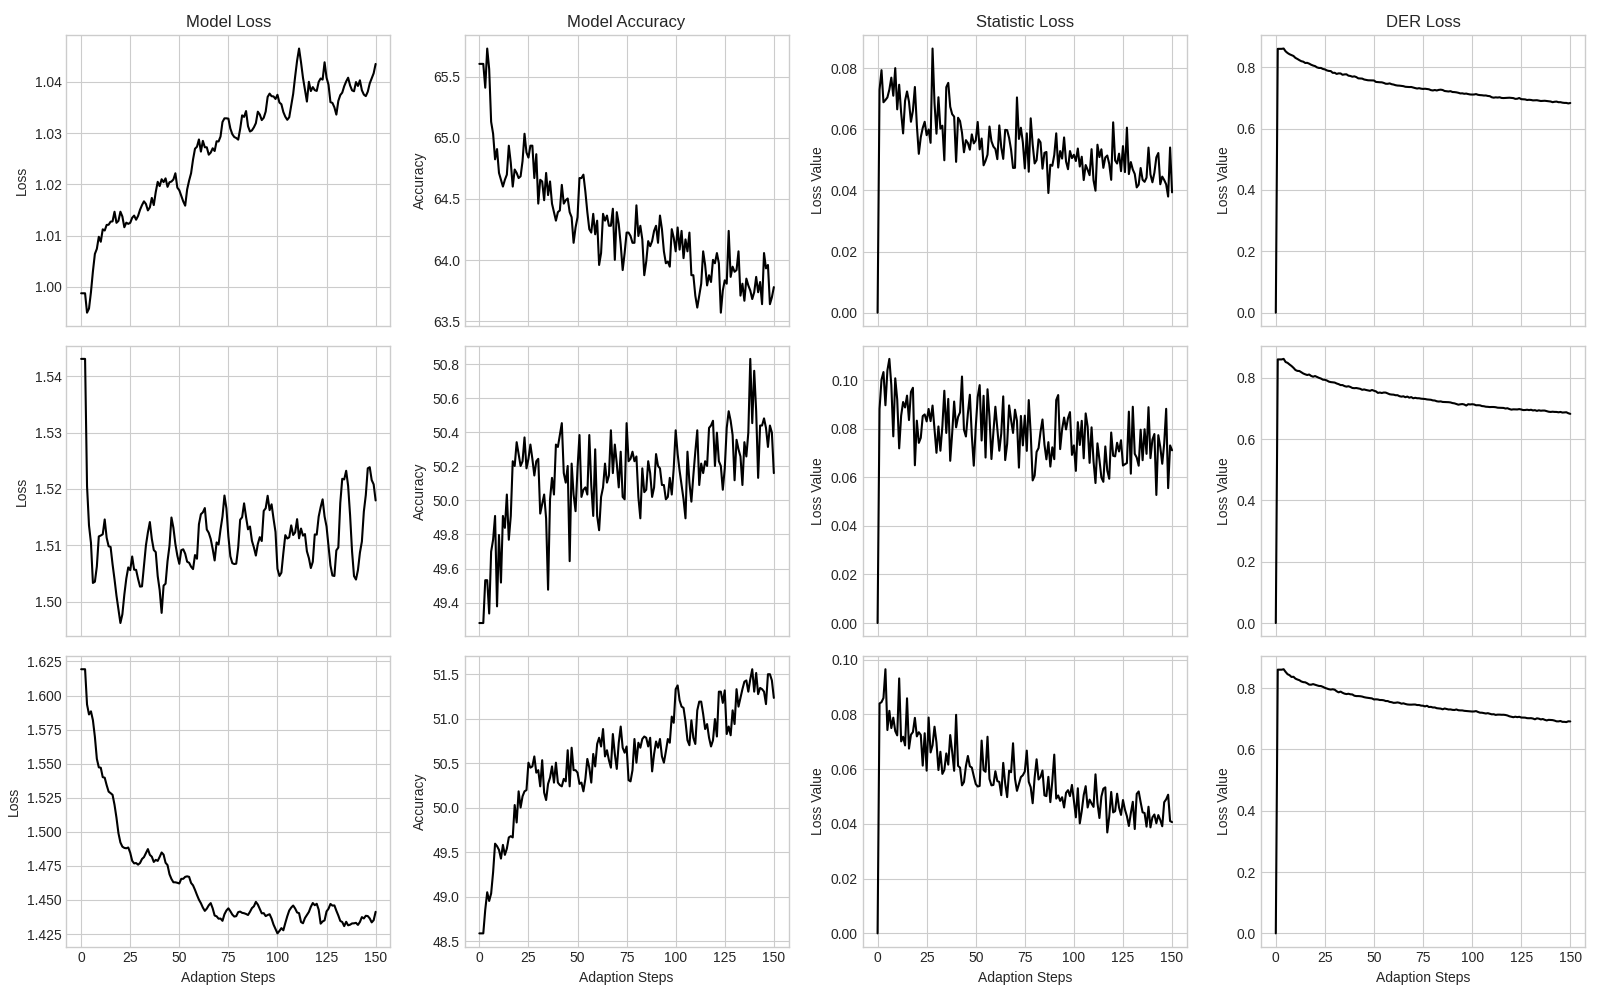 Model Loss
Model Accuracy
Statistic Loss
DER Loss
Loss
1.04
1.03
1.02
1.01
1.00
Accuracy
65.5
65.0
64.5
64.0
63.5
Loss Value
0.08
0.06
0.04
0.02
0.00
Loss Value
0.8
0.6
0.4
0.2
0.0
Loss
1.54
1.53
1.52
1.51
1.50
Accuracy
50.8
50.6
50.4
50.2
50.0
49.8
49.6
49.4
Loss Value
0.10
0.08
0.06
0.04
0.02
0.00
Loss Value
0.8
0.6
0.4
0.2
0.0
Loss
1.625
1.600
1.575
1.550
1.525
1.500
1.475
1.450
1.425
0 25 50 75 100 125 150
Adaption Steps
Accuracy
51.5
51.0
50.5
50.0
49.5
49.0
48.5
0 25 50 75 100 125 150
Adaption Steps
Loss Value
0.10
0.08
0.06
0.04
0.02
0.00
0 25 50 75 100 125 150
Adaption Steps
Loss Value
0.8
0.6
0.4
0.2
0.0
0 25 50 75 100 125 150
Adaption Steps